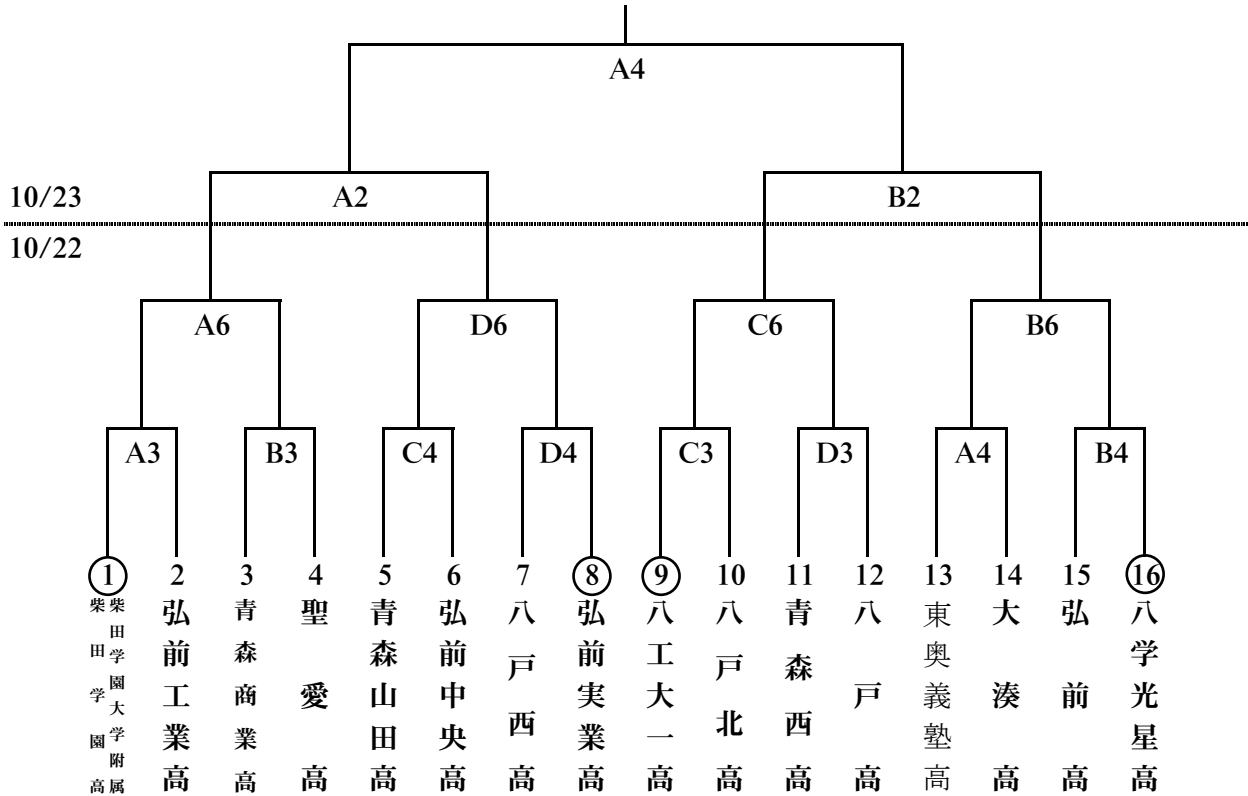 A4
10/23
A2
B2
10/22
A6
D6
C6
B6
A3
B3
C4
D4
C3
D3
A4
B4
① 2 3 4 5 6 7 ⑧ ⑨ 10 11 12 13 14 15 ⑯
柴田学園大学附属
柴田学園高
弘前工業高
青森商業高
聖愛高
青森山田高
弘前中央高
八戸西高
弘前実業高
八工大一高
八戸北高
青森西高
八戸高
東奥義塾高
大湊高
弘前高
八学光星高